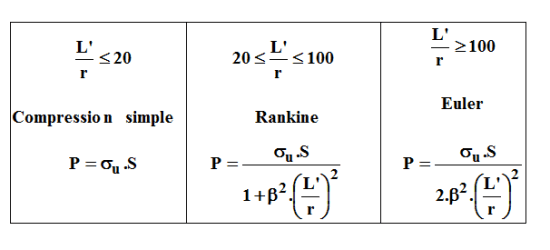 L'/r ≤ 20
Compression simple
P = σu.S
20 ≤ L'/r ≤ 100
Rankine
P = σu.S / (1+β².(L'/r)²)
L'/r ≥ 100
Euler
P = σu.S / (2.β².(L'/r)²)